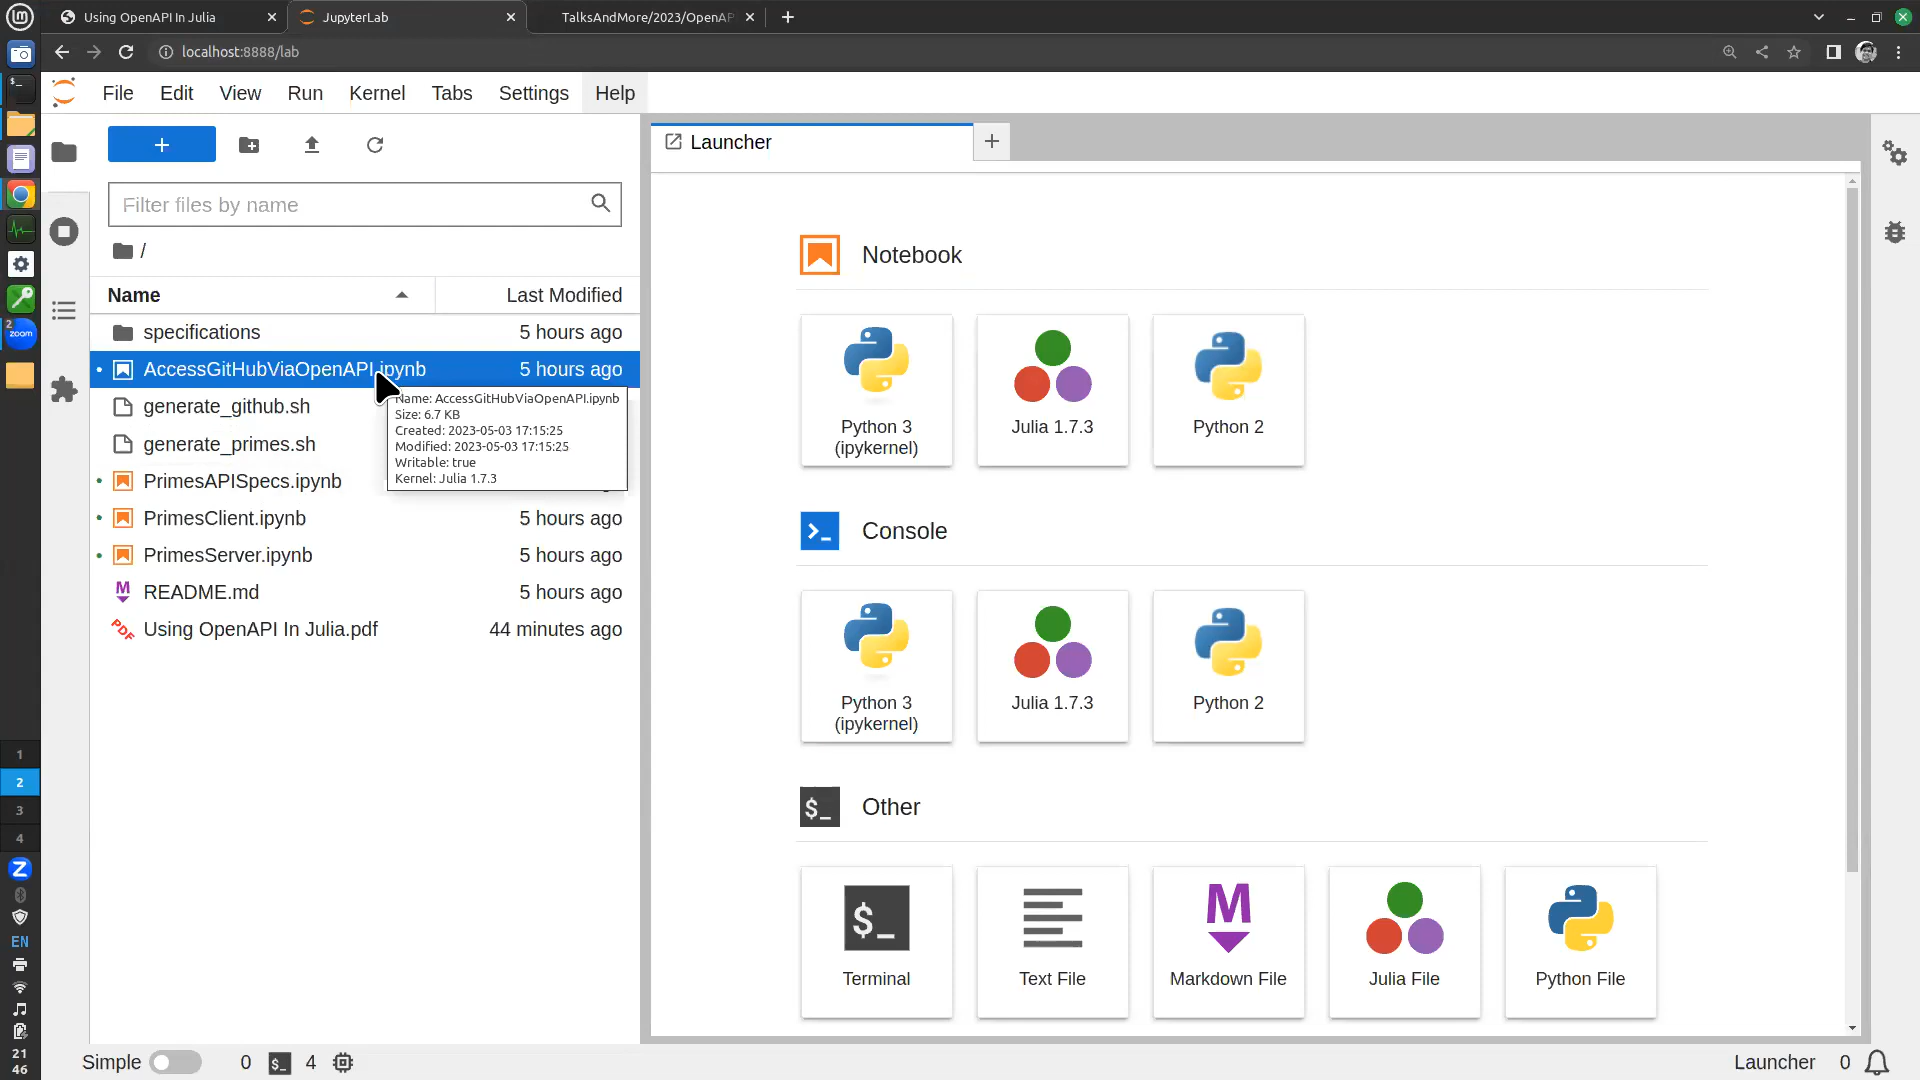 Using OpenAPI In Julia
JupyterLab
TalksAndMore/2023/OpenAP
localhost:8888/lab
File Edit View Run Kernel Tabs Settings Help
Launcher
Filter files by name
/
Name Last Modified
specifications 5 hours ago
AccessGitHubViaOpenAPI.ipynb 5 hours ago
Name: AccessGitHubViaOpenAPI.ipynb
Size: 6.7 KB
Created: 2023-05-03 17:15:25
Modified: 2023-05-03 17:15:25
Writable: true
Kernel: Julia 1.7.3
generate_github.sh
generate_primes.sh
PrimesAPISpecs.ipynb
PrimesClient.ipynb 5 hours ago
PrimesServer.ipynb 5 hours ago
README.md 5 hours ago
Using OpenAPI In Julia.pdf 44 minutes ago
Notebook
Python 3
(ipykernel)
Julia 1.7.3
Python 2
Console
Python 3
(ipykernel)
Julia 1.7.3
Python 2
$_ Other
$_
Terminal
Text File
M
Markdown File
Julia File
Python File
Simple 0 $_ 4
Launcher 0
2
zoom
1
2
3
4
Z
EN
21
46